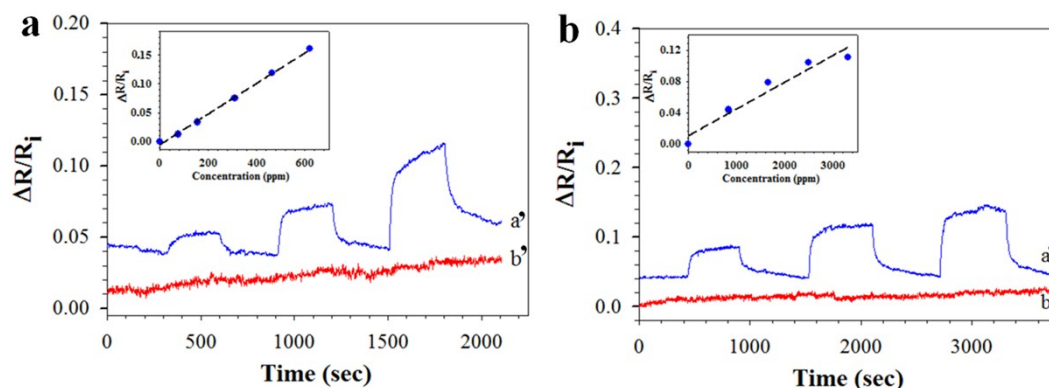 a
0.20
0.15
0.10
0.05
0.00
ΔR/Ri
0 500 1000 1500 2000
Time (sec)
a’
b’
0.15
0.10
0.05
0.00
ΔR/Ri
0 200 400 600
Concentration (ppm)
b
0.4
0.3
0.2
0.1
0.0
ΔR/Ri
0 1000 2000 3000
Time (sec)
a’
b
0.12
0.08
0.04
0.00
ΔR/Ri
0 1000 2000 3000
Concentration (ppm)